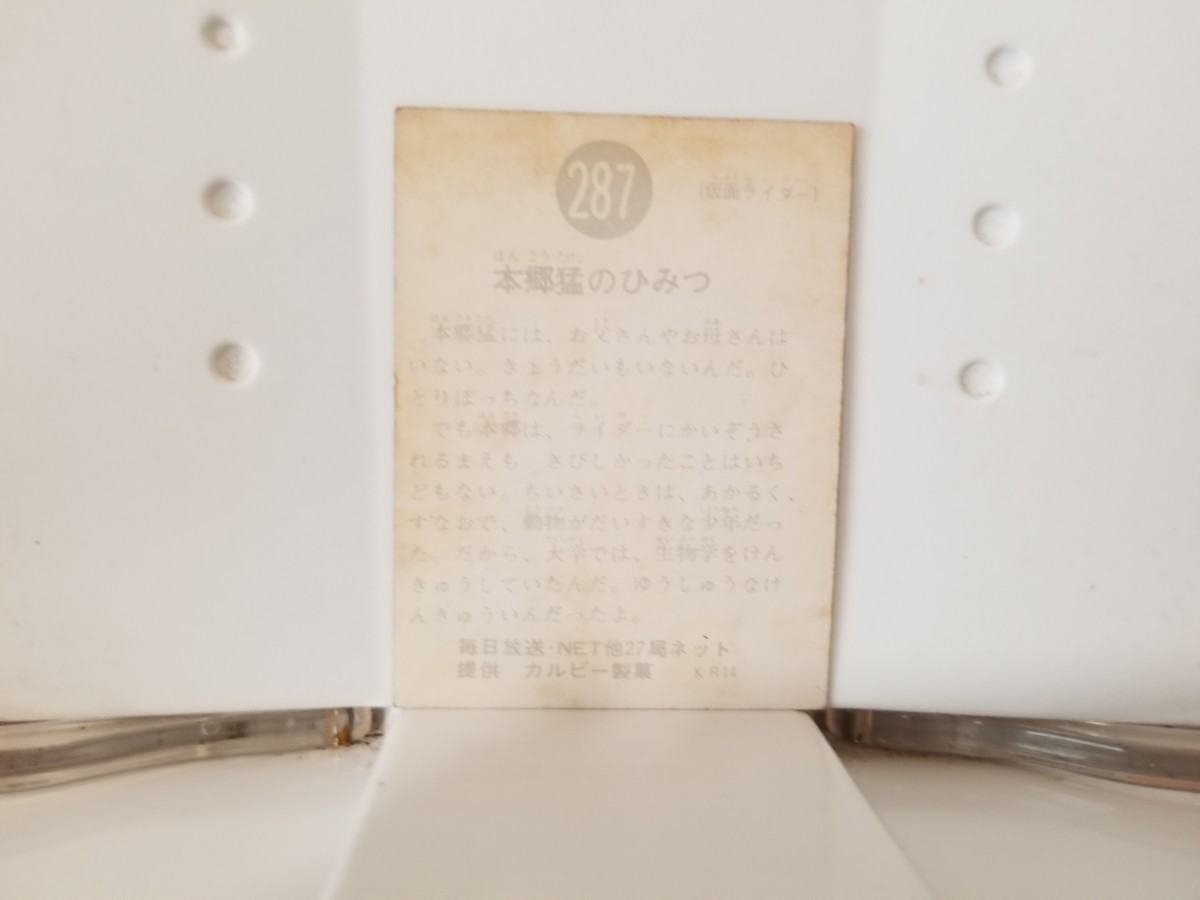 287
(仮面ライダー)
本郷猛のひみつ
本郷猛には、お父さんやお母さんは
いない。きょうだいもいないんだ。ひ
とりぼっちなんだ。
でも本郷は、ライダーにかいぞうさ
れるまえも さびしかったことはいち
どもない。ちいさいときは、あかるく、
すなおで、動物がだいすきな少年だっ
た。だから、大学では、生物学をけん
きゅうしていたんだ。ゆうしゅうなけ
んきゅういんだったよ。
毎日放送・NET他27局ネット
提供 カルビー製菓 KR14